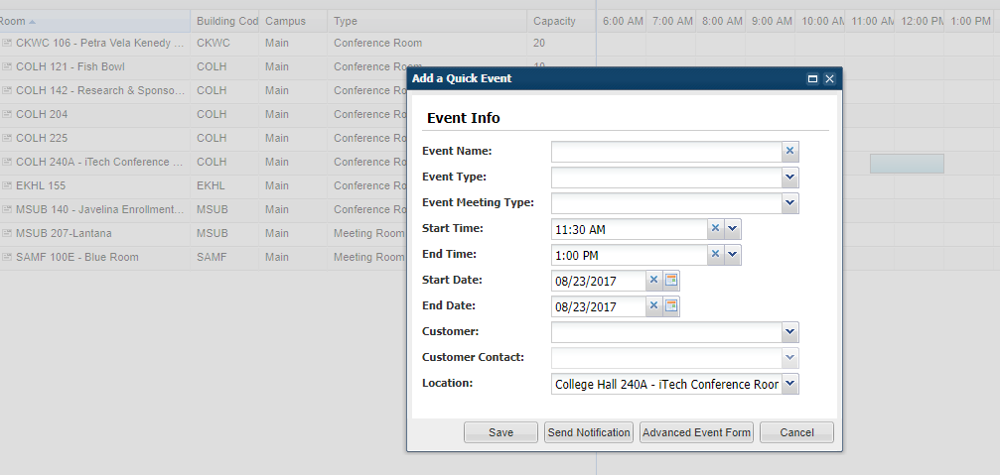 Room Building Cod Campus Type Capacity 6:00 AM 7:00 AM 8:00 AM 9:00 AM 10:00 AM 11:00 AM 12:00 PM 1:00 PM
CKWC 106 - Petra Vela Kenedy ... CKWC Main Conference Room 20
COLH 121 - Fish Bowl COLH Main Conference Room 10
COLH 142 - Research & Sponso... COLH Main Conference Ro
COLH 204 COLH Main Conference Ro
COLH 225 COLH Main Conference Ro
COLH 240A - iTech Conference ... COLH Main Conference Ro
EKHL 155 EKHL Main Conference Ro
MSUB 140 - Javelina Enrollment... MSUB Main Conference Ro
MSUB 207-Lantana MSUB Main Meeting Room
SAMF 100E - Blue Room SAMF Main Meeting Room
Add a Quick Event
Event Info
Event Name:
Event Type:
Event Meeting Type:
Start Time: 11:30 AM
End Time: 1:00 PM
Start Date: 08/23/2017
End Date: 08/23/2017
Customer:
Customer Contact:
Location: College Hall 240A - iTech Conference Roor
Save Send Notification Advanced Event Form Cancel